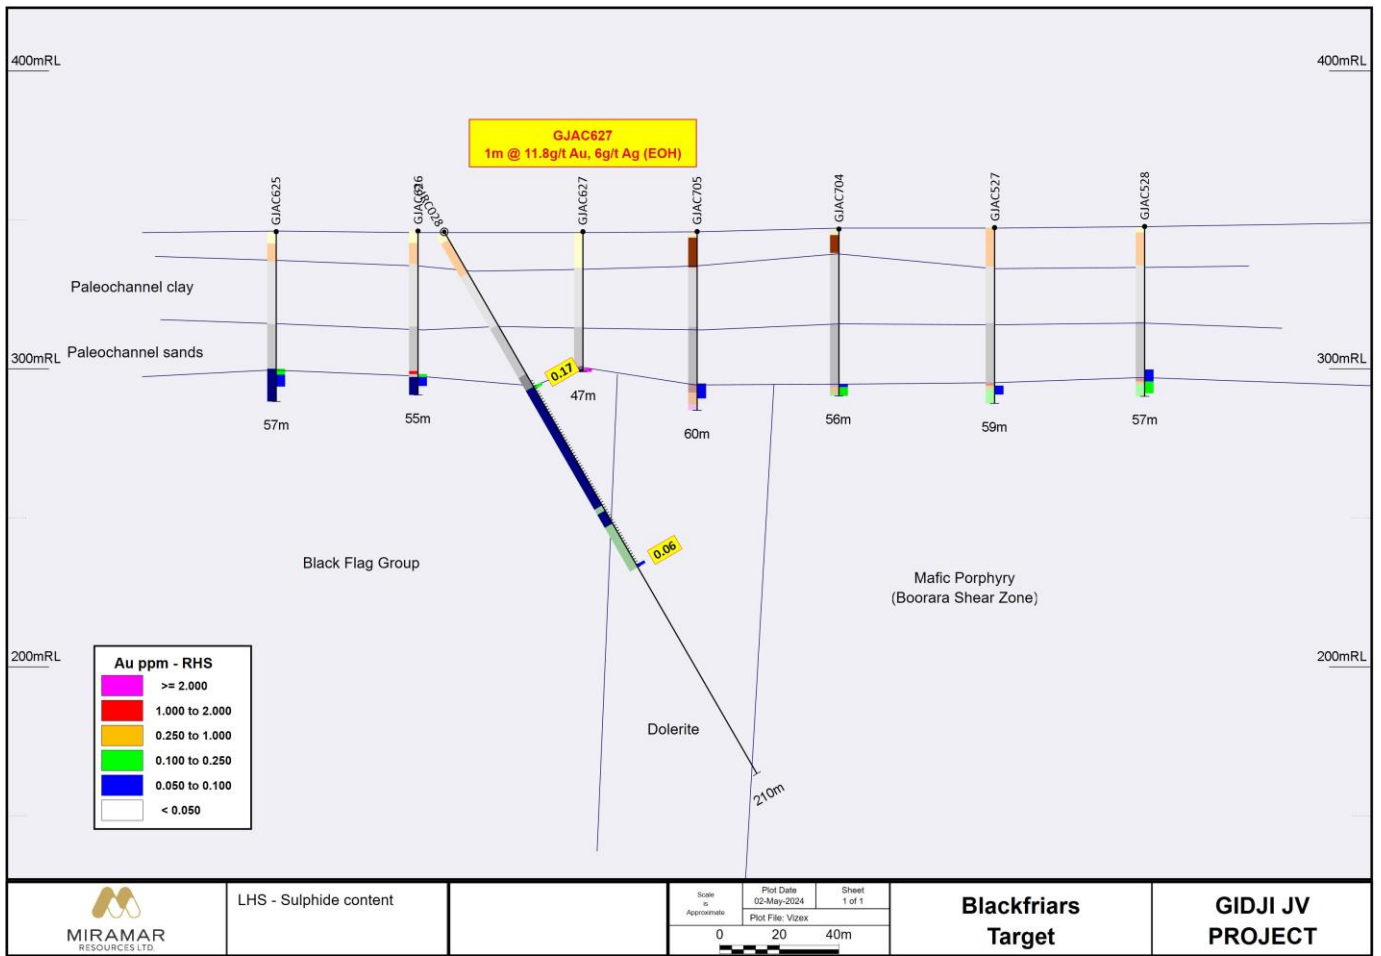 400mRL
400mRL
GJAC627
1m @ 11.8g/t Au, 6g/t Ag (EOH)
GJAC625
GJAC626
GJAC627
GJAC705
GJAC704
GJAC527
GJAC528
Paleochannel clay
Paleochannel sands
300mRL
300mRL
0.17
57m
55m
47m
60m
56m
59m
57m
0.06
Black Flag Group
Mafic Porphyry
(Boorara Shear Zone)
200mRL
200mRL
Dolerite
210m
Au ppm - RHS
>= 2.000
1.000 to 2.000
0.250 to 1.000
0.100 to 0.250
0.050 to 0.100
< 0.050
MIRAMAR
RESOURCES LTD.
LHS - Sulphide content
Scale
is
Approximate
Plot Date
02-May-2024
Sheet
1 of 1
Plot File: Vizex
0 20 40m
Blackfriars
Target
GIDJI JV
PROJECT